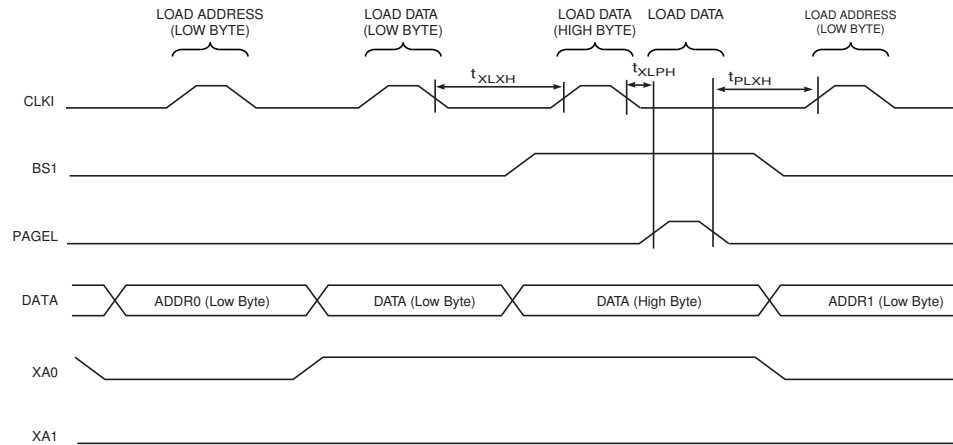 LOAD ADDRESS
(LOW BYTE)
LOAD DATA
(LOW BYTE)
LOAD DATA
(HIGH BYTE)
LOAD DATA
LOAD ADDRESS
(LOW BYTE)
tXLXH
tXLPH
tPLXH
CLKI
BS1
PAGEL
DATA
ADDR0 (Low Byte)
DATA (Low Byte)
DATA (High Byte)
ADDR1 (Low Byte)
XA0
XA1